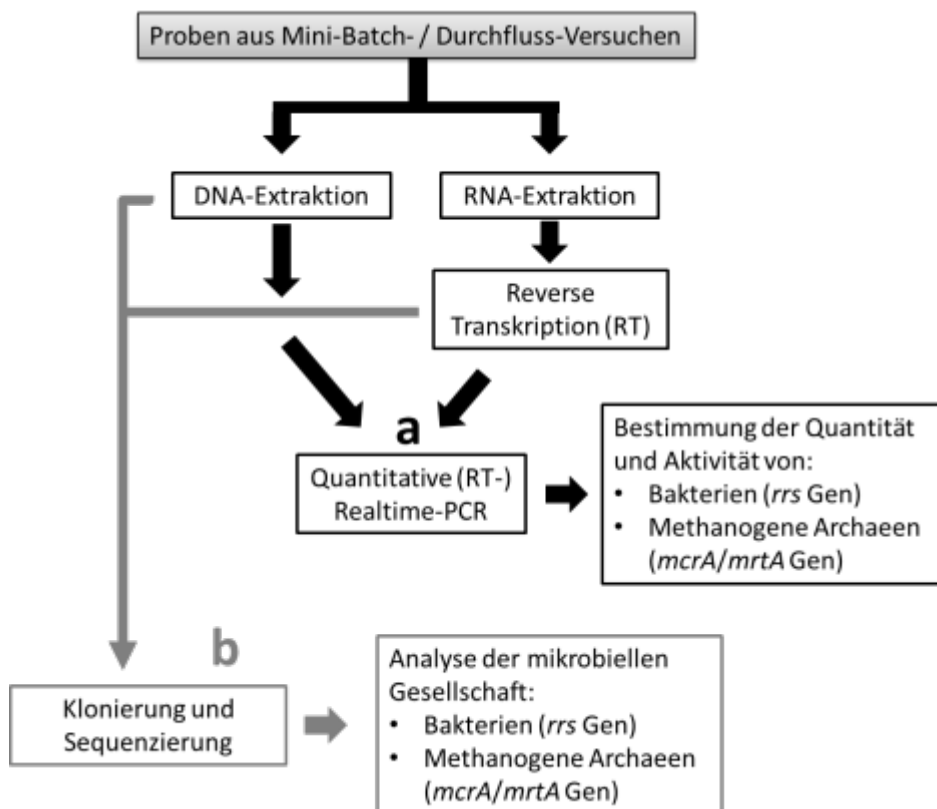 Proben aus Mini-Batch- / Durchfluss-Versuchen
DNA-Extraktion
RNA-Extraktion
Reverse
Transkription (RT)
a
Quantitative (RT-)
Realtime-PCR
Bestimmung der Quantität
und Aktivität von:
• Bakterien (rrs Gen)
• Methanogene Archaeen
(mcrA/mrtA Gen)
b
Klonierung und
Sequenzierung
Analyse der mikrobiellen
Gesellschaft:
• Bakterien (rrs Gen)
• Methanogene Archaeen
(mcrA/mrtA Gen)